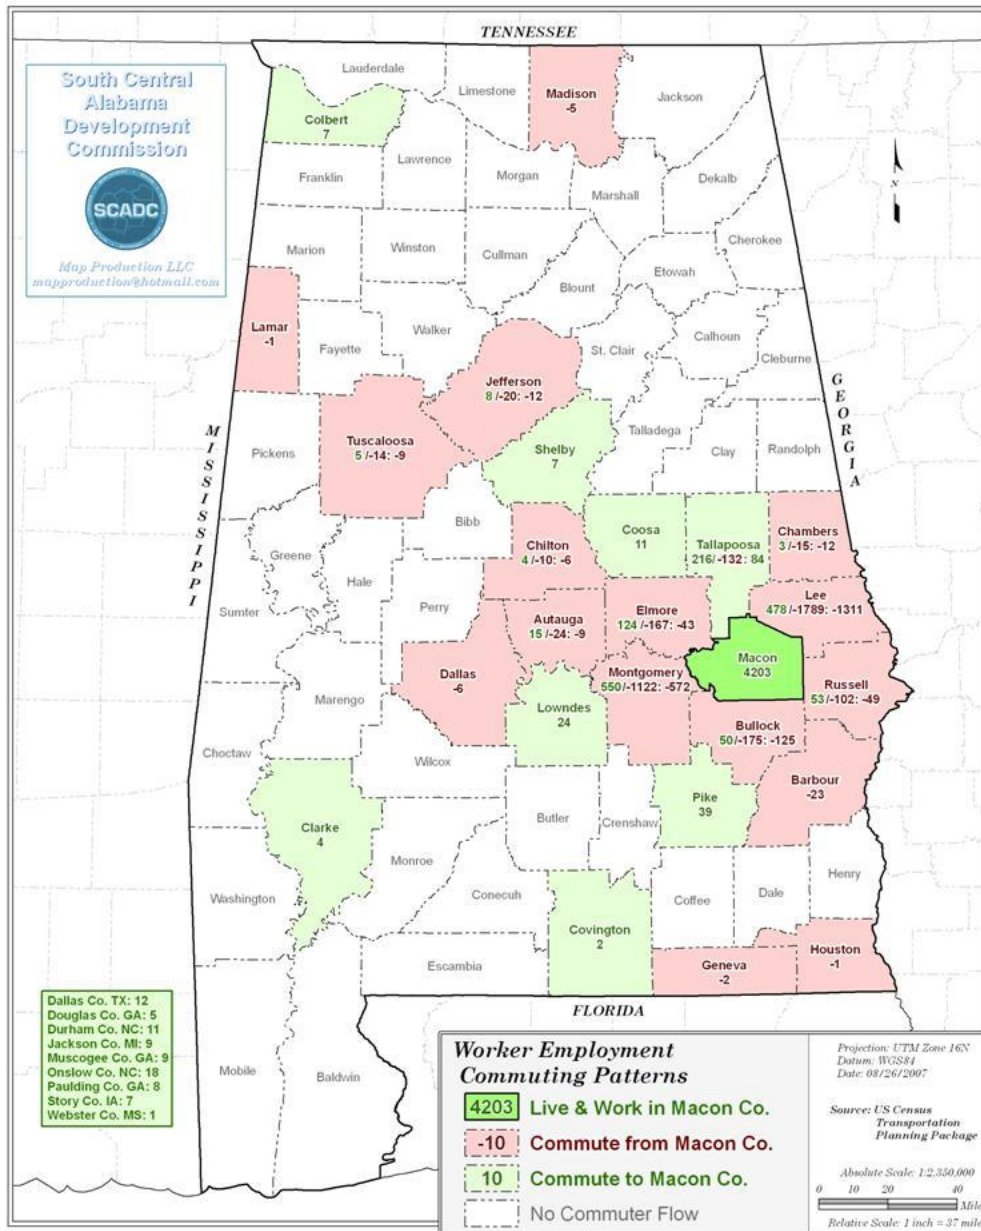 TENNESSEE
South Central
Alabama
Development
Commission
SCADC
Map Production LLC
mapproduction@hotmail.com
Lauderdale
Limestone
Madison
-5
Jackson
Colbert
7
Lawrence
Franklin
Morgan
Marshall
Dekalb
N
Marion
Winston
Cullman
Cherokee
Etowah
Blount
Lamar
-1
Fayette
Walker
St. Clair
Calhoun
Cleburne
GEORGIA
Jefferson
8 /-20: -12
MISSISSIPPI
Pickens
Tuscaloosa
5 /-14: -9
Shelby
7
Talladega
Clay
Randolph
Bibb
Greene
Hale
Chilton
4/-10: -6
Coosa
11
Tallapoosa
216/-132: 84
Chambers
3 /-15: -12
Sumter
Perry
Autauga
15 /-24: -9
Elmore
124 /-167: -43
Lee
478 /-1789: -1311
Macon
4203
Dallas
-6
Montgomery
550/-1122: -572
Russell
53/-102: -49
Marengo
Lowndes
24
Bullock
50/-175: -125
Choctaw
Wilcox
Barbour
-23
Pike
39
Clarke
4
Butler
Crenshaw
Monroe
Henry
Washington
Conecuh
Coffee
Dale
Covington
2
Escambia
Geneva
-2
Houston
-1
FLORIDA
Mobile
Baldwin
Dallas Co. TX: 12
Douglas Co. GA: 5
Durham Co. NC: 11
Jackson Co. MI: 9
Muscogee Co. GA: 9
Onslow Co. NC: 18
Paulding Co. GA: 8
Story Co. IA: 7
Webster Co. MS: 1
Worker Employment
Commuting Patterns
4203 Live & Work in Macon Co.
-10 Commute from Macon Co.
10 Commute to Macon Co.
No Commuter Flow
Projection: UTM Zone 16N
Datum: WGS84
Date: 08/26/2007
Source: US Census
Transportation
Planning Package
Absolute Scale: 1:2,350,000
0 10 20 40
Mile
Relative Scale: 1 inch = 37 mile